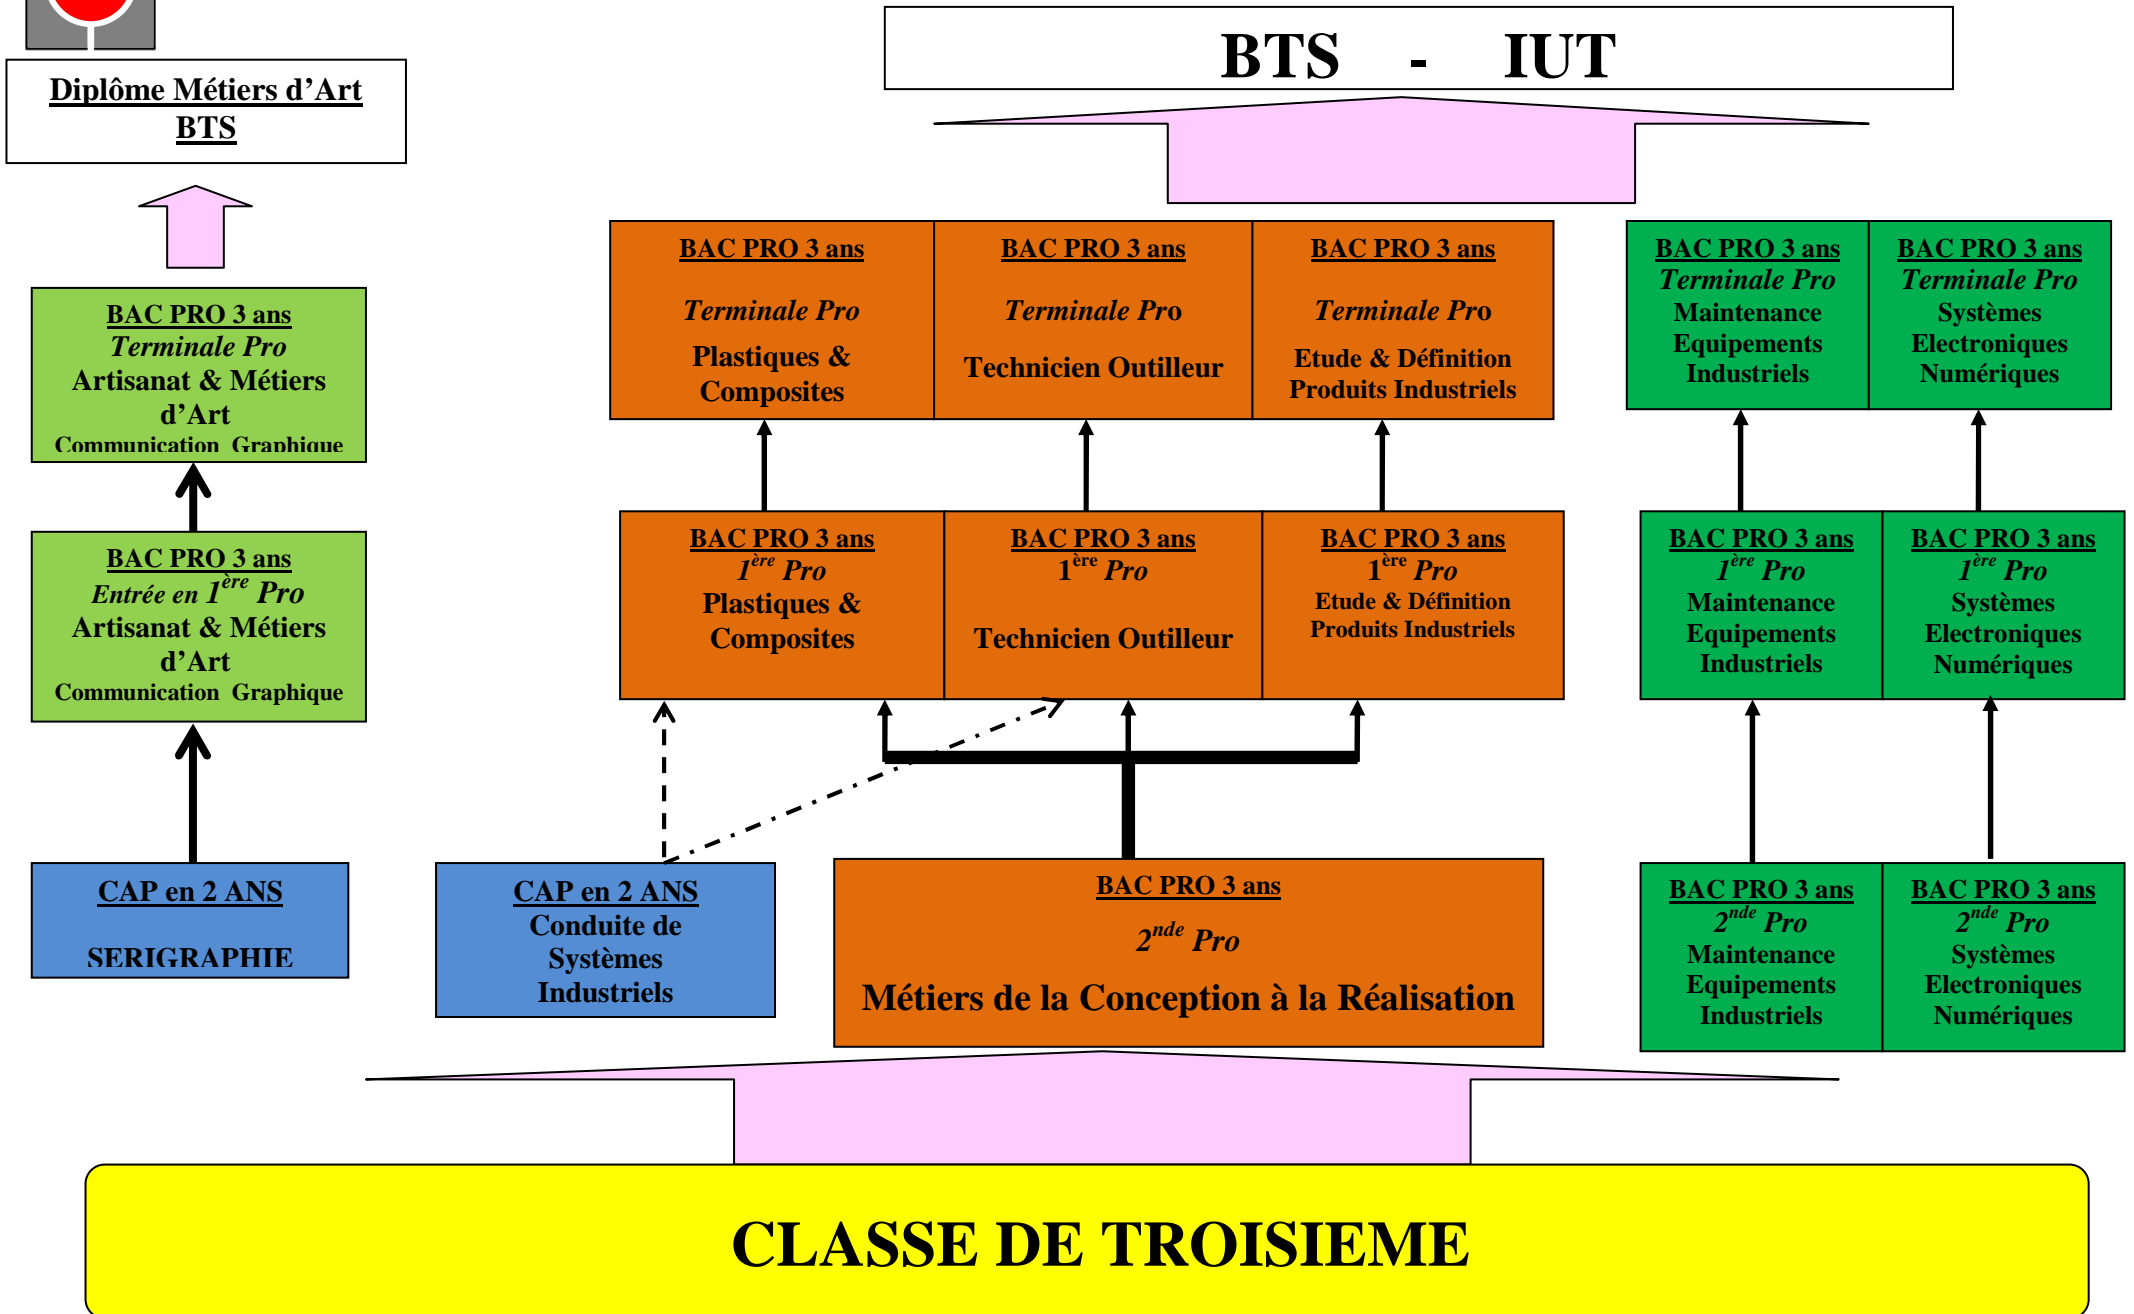 BTS - IUT
Diplôme Métiers d’Art
BTS
BAC PRO 3 ans
Terminale Pro
Artisanat & Métiers
d’Art
Communication Graphique
BAC PRO 3 ans
Terminale Pro
Plastiques &
Composites
BAC PRO 3 ans
Terminale Pro
Technicien Outilleur
BAC PRO 3 ans
Terminale Pro
Etude & Définition
Produits Industriels
BAC PRO 3 ans
Terminale Pro
Maintenance
Equipements
Industriels
BAC PRO 3 ans
Terminale Pro
Systèmes
Electroniques
Numériques
BAC PRO 3 ans
Entrée en 1ère Pro
Artisanat & Métiers
d’Art
Communication Graphique
BAC PRO 3 ans
1ère Pro
Plastiques &
Composites
BAC PRO 3 ans
1ère Pro
Technicien Outilleur
BAC PRO 3 ans
1ère Pro
Etude & Définition
Produits Industriels
BAC PRO 3 ans
1ère Pro
Maintenance
Equipements
Industriels
BAC PRO 3 ans
1ère Pro
Systèmes
Electroniques
Numériques
CAP en 2 ANS
SERIGRAPHIE
CAP en 2 ANS
Conduite de
Systèmes
Industriels
BAC PRO 3 ans
2nde Pro
Métiers de la Conception à la Réalisation
BAC PRO 3 ans
2nde Pro
Maintenance
Equipements
Industriels
BAC PRO 3 ans
2nde Pro
Systèmes
Electroniques
Numériques
CLASSE DE TROISIEME